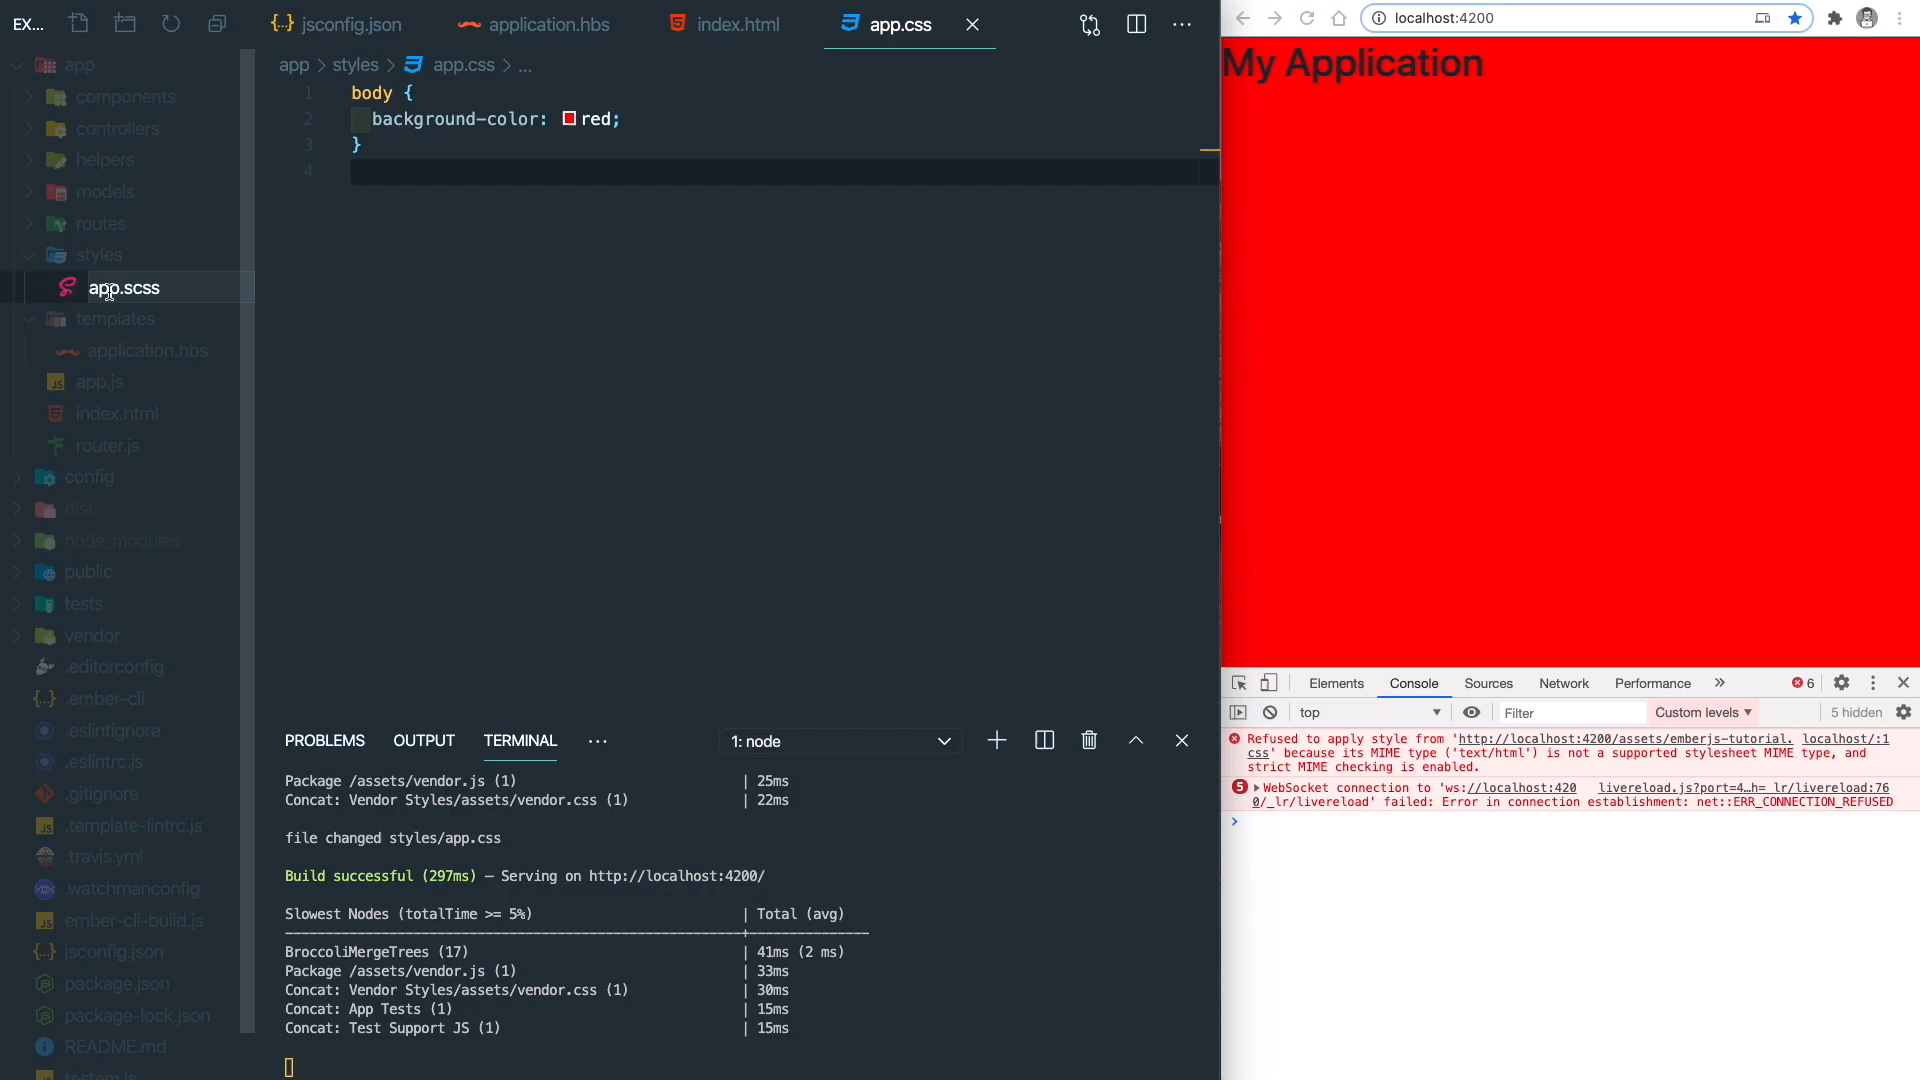 EX...
jsconfig.json
application.hbs
index.html
app.css
app
components
controllers
helpers
models
routes
styles
app.scss
templates
application.hbs
app.js
index.html
router.js
config
dist
node_modules
public
tests
vendor
.editorconfig
.ember-cli
.eslintignore
.eslintrc.js
.gitignore
.template-lintrc.js
.travis.yml
.watchmanconfig
ember-cli-build.js
jsconfig.json
package.json
package-lock.json
README.md
testem.js
app > styles > app.css > ...
1 body {
2 background-color: red;
3 }
4
PROBLEMS OUTPUT TERMINAL ... 1: node
Package /assets/vendor.js (1) | 25ms
Concat: Vendor Styles/assets/vendor.css (1) | 22ms
file changed styles/app.css
Build successful (297ms) – Serving on http://localhost:4200/
Slowest Nodes (totalTime >= 5%) | Total (avg)
BroccoliMergeTrees (17) | 41ms (2 ms)
Package /assets/vendor.js (1) | 33ms
Concat: Vendor Styles/assets/vendor.css (1) | 30ms
Concat: App Tests (1) | 15ms
Concat: Test Support JS (1) | 15ms
localhost:4200
My Application
Elements Console Sources Network Performance » 6
top Filter Custom levels 5 hidden
Refused to apply style from 'http://localhost:4200/assets/emberjs-tutorial. localhost/:1
css' because its MIME type ('text/html') is not a supported stylesheet MIME type, and
strict MIME checking is enabled.
5 WebSocket connection to 'ws://localhost:420 livereload.js?port=4…h=_lr/livereload:76
0/_lr/livereload' failed: Error in connection establishment: net::ERR_CONNECTION_REFUSED